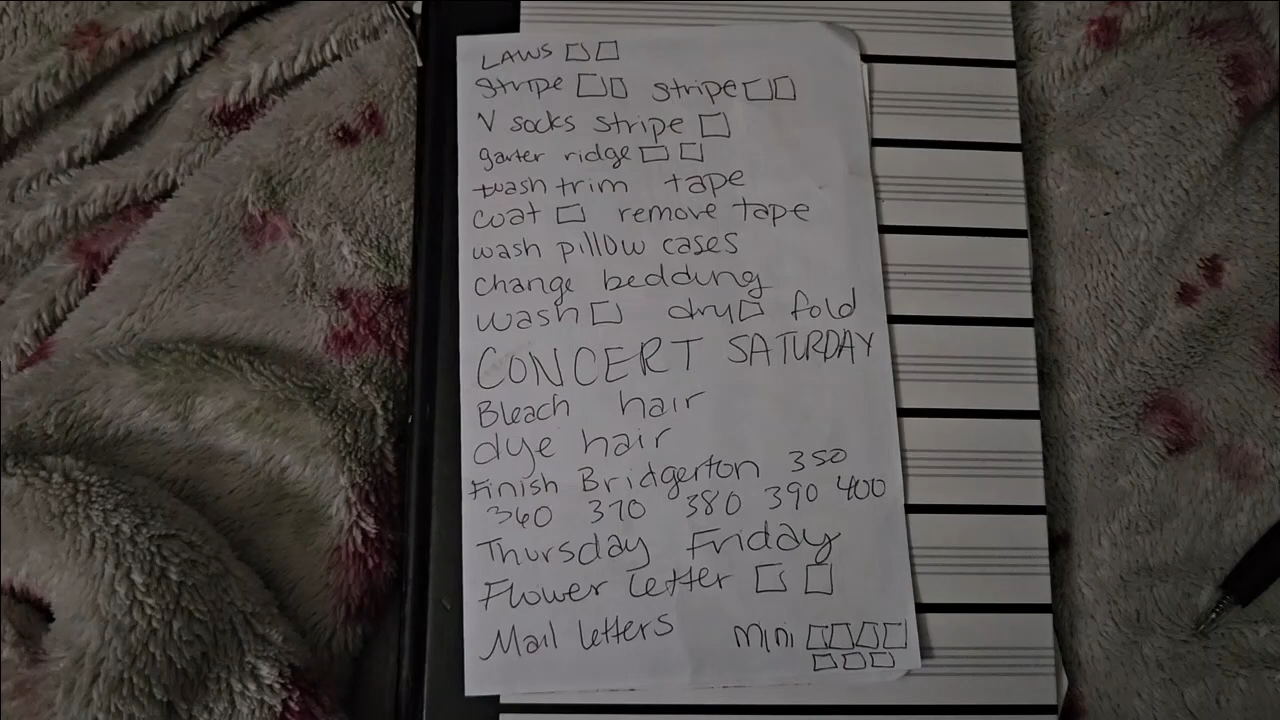 LAWS □ □
Stripe □ □ stripe □ □
V socks stripe □
garter ridge □ □
wash trim tape
coat □ remove tape
wash pillow cases
change bedding
wash □ dry □ fold
CONCERT SATURDAY
Bleach hair
dye hair
Finish Bridgerton 350
360 370 380 390 400
Thursday Friday
Flower letter □ □
Mail letters mini □ □ □ □
□ □ □